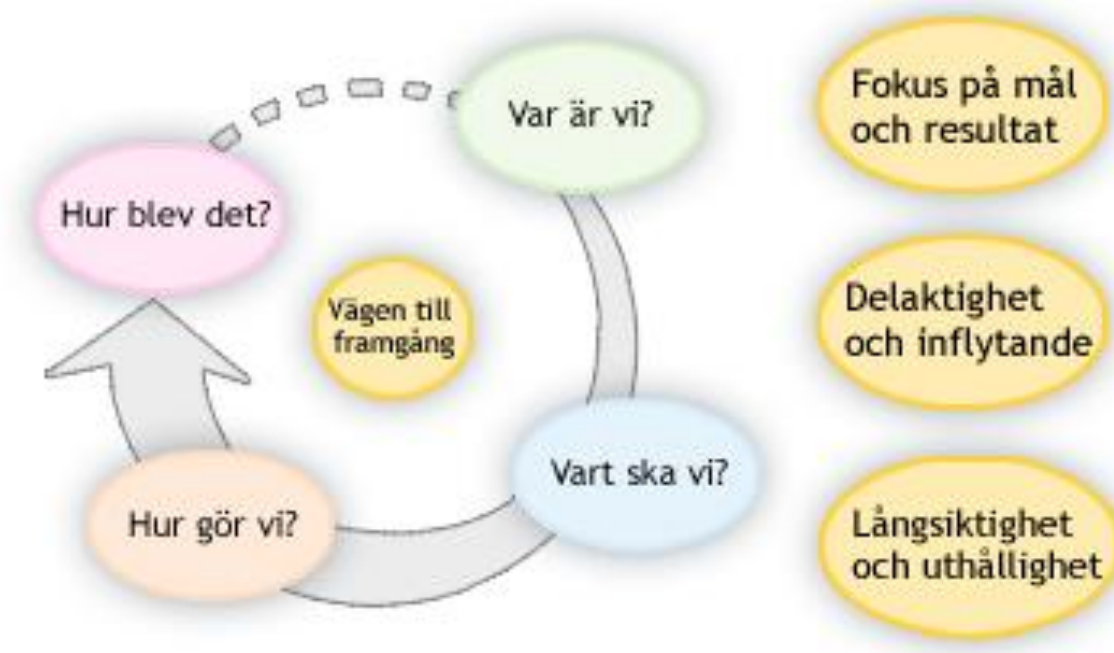 Var är vi?
Hur blev det?
Vägen till
framgång
Vart ska vi?
Hur gör vi?
Fokus på mål
och resultat
Delaktighet
och inflytande
Långsiktighet
och uthållighet